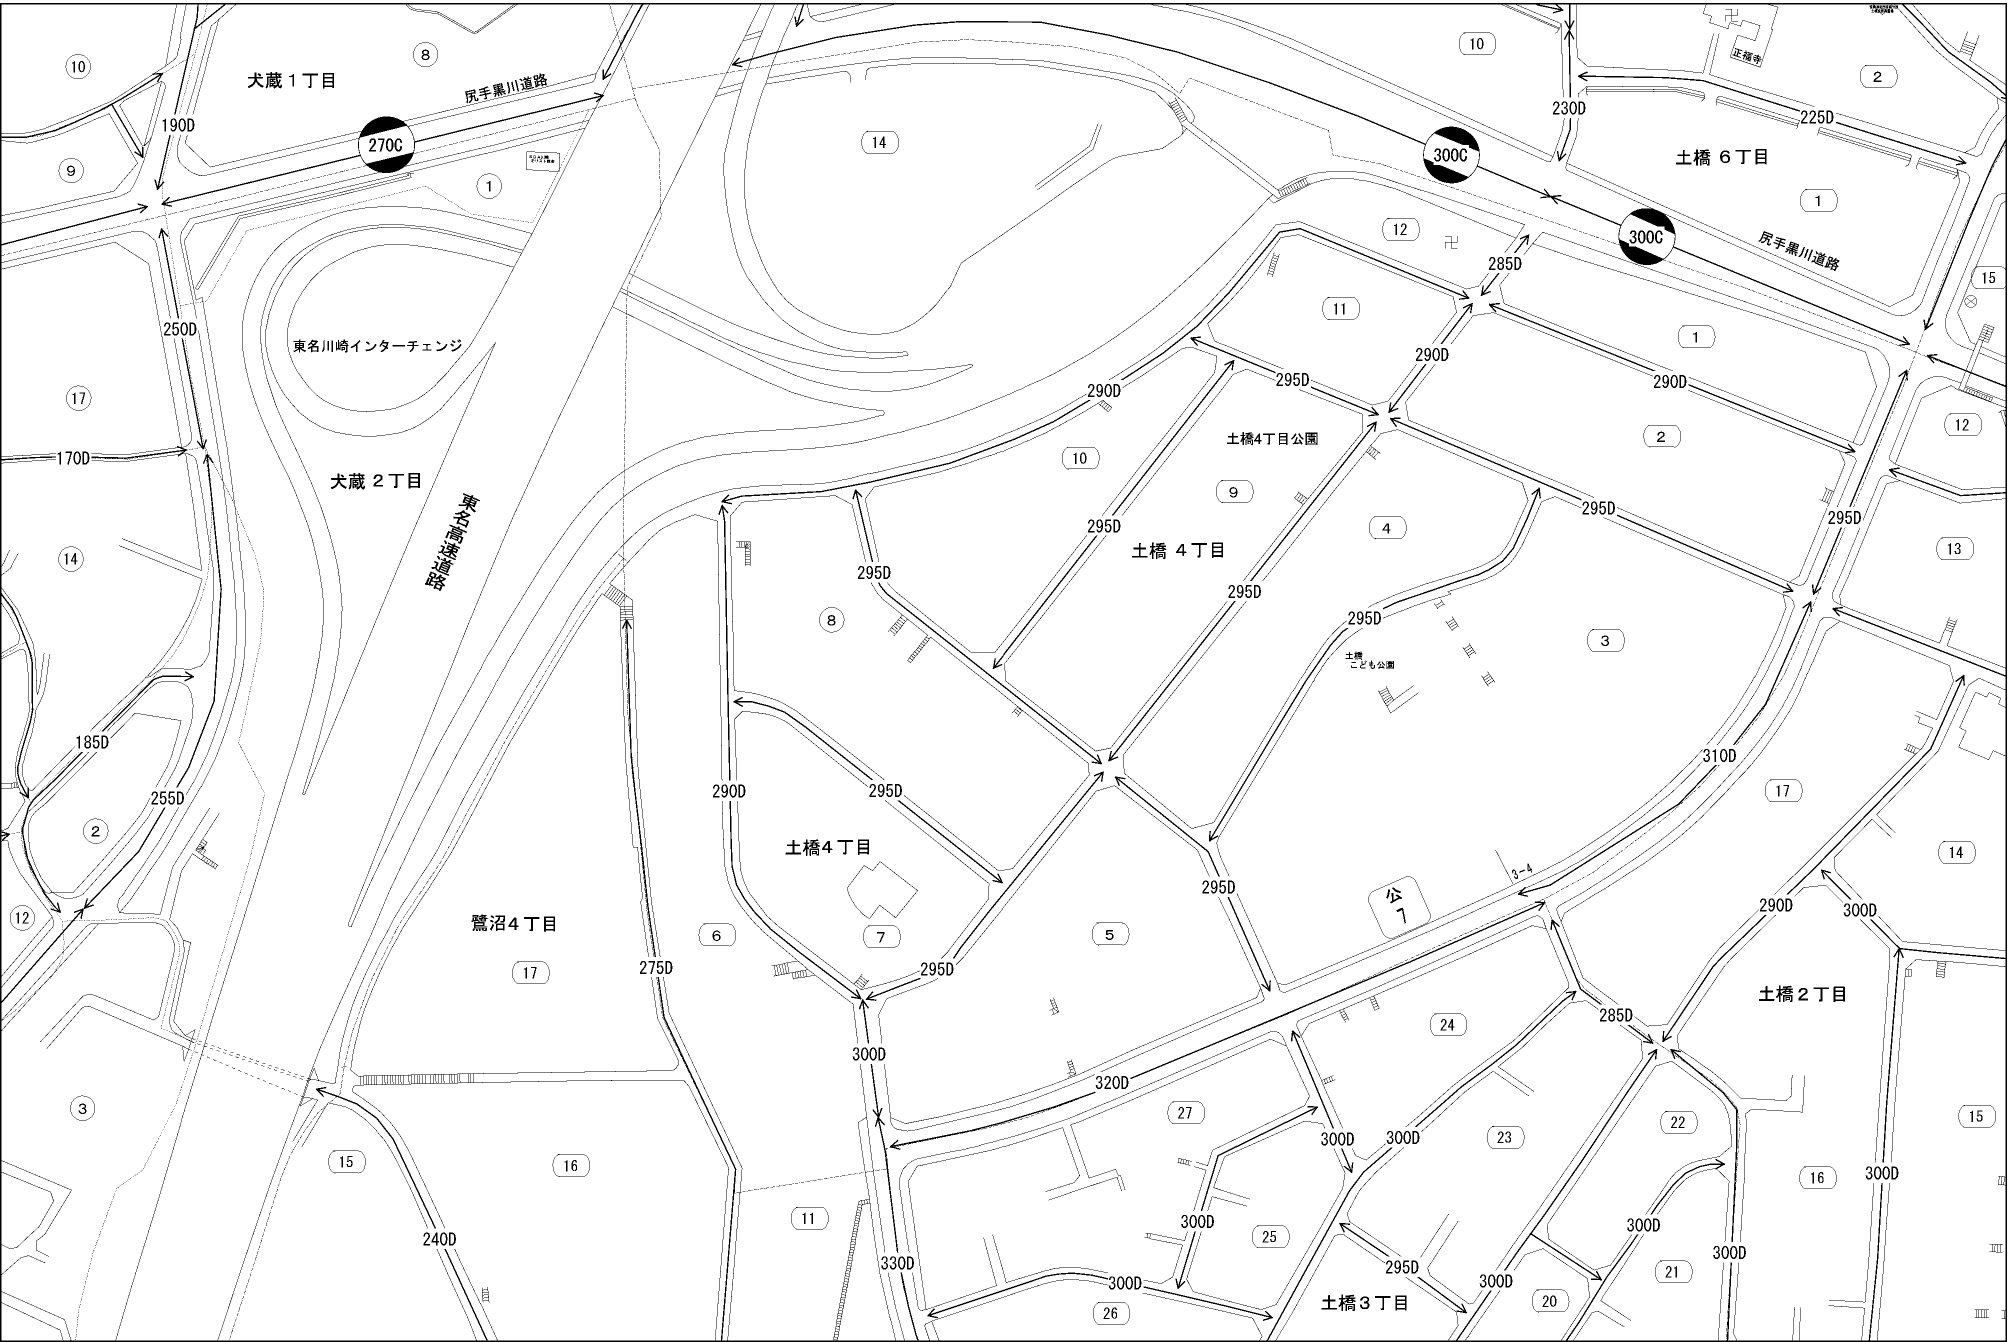 10
8
犬蔵１丁目
尻手黒川道路
190D
270C
9
1
14
10
正福寺
2
230D
225D
土橋６丁目
300C
1
300C
尻手黒川道路
12
285D
15
11
250D
東名川崎インターチェンジ
1
290D
295D
290D
290D
17
170D
犬蔵２丁目
東名高速道路
10
土橋4丁目公園
2
12
9
4
295D
295D
295D
土橋４丁目
13
14
295D
295D
295D
8
3
土橋
こども公園
185D
255D
2
290D
295D
310D
17
土橋４丁目
14
3-4
295D
公
7
290D
300D
12
鷺沼４丁目
6
7
5
17
275D
295D
土橋２丁目
285D
24
300D
320D
3
27
22
15
300D
300D
23
15
16
300D
16
11
300D
25
300D
300D
240D
330D
300D
295D
300D
21
20
26
土橋３丁目